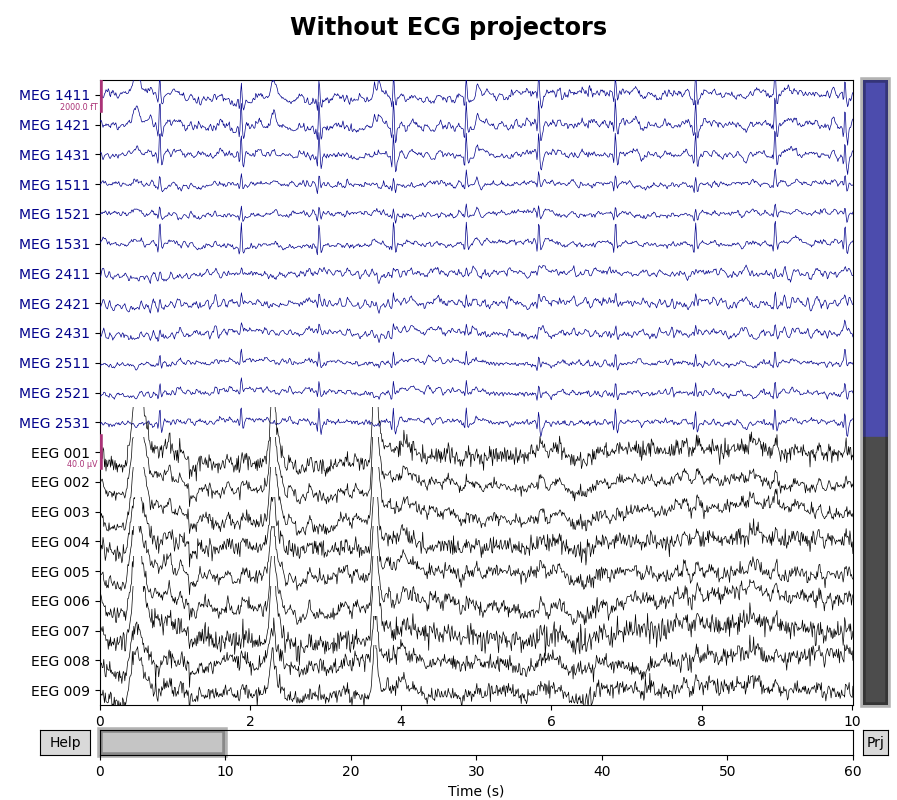 Without ECG projectors
MEG 1411
2000.0 fT
MEG 1421
MEG 1431
MEG 1511
MEG 1521
MEG 1531
MEG 2411
MEG 2421
MEG 2431
MEG 2511
MEG 2521
MEG 2531
EEG 001
40.0 µV
EEG 002
EEG 003
EEG 004
EEG 005
EEG 006
EEG 007
EEG 008
EEG 009
0 2 4 6 8 10
Help Prj
0 10 20 30 40 50 60
Time (s)